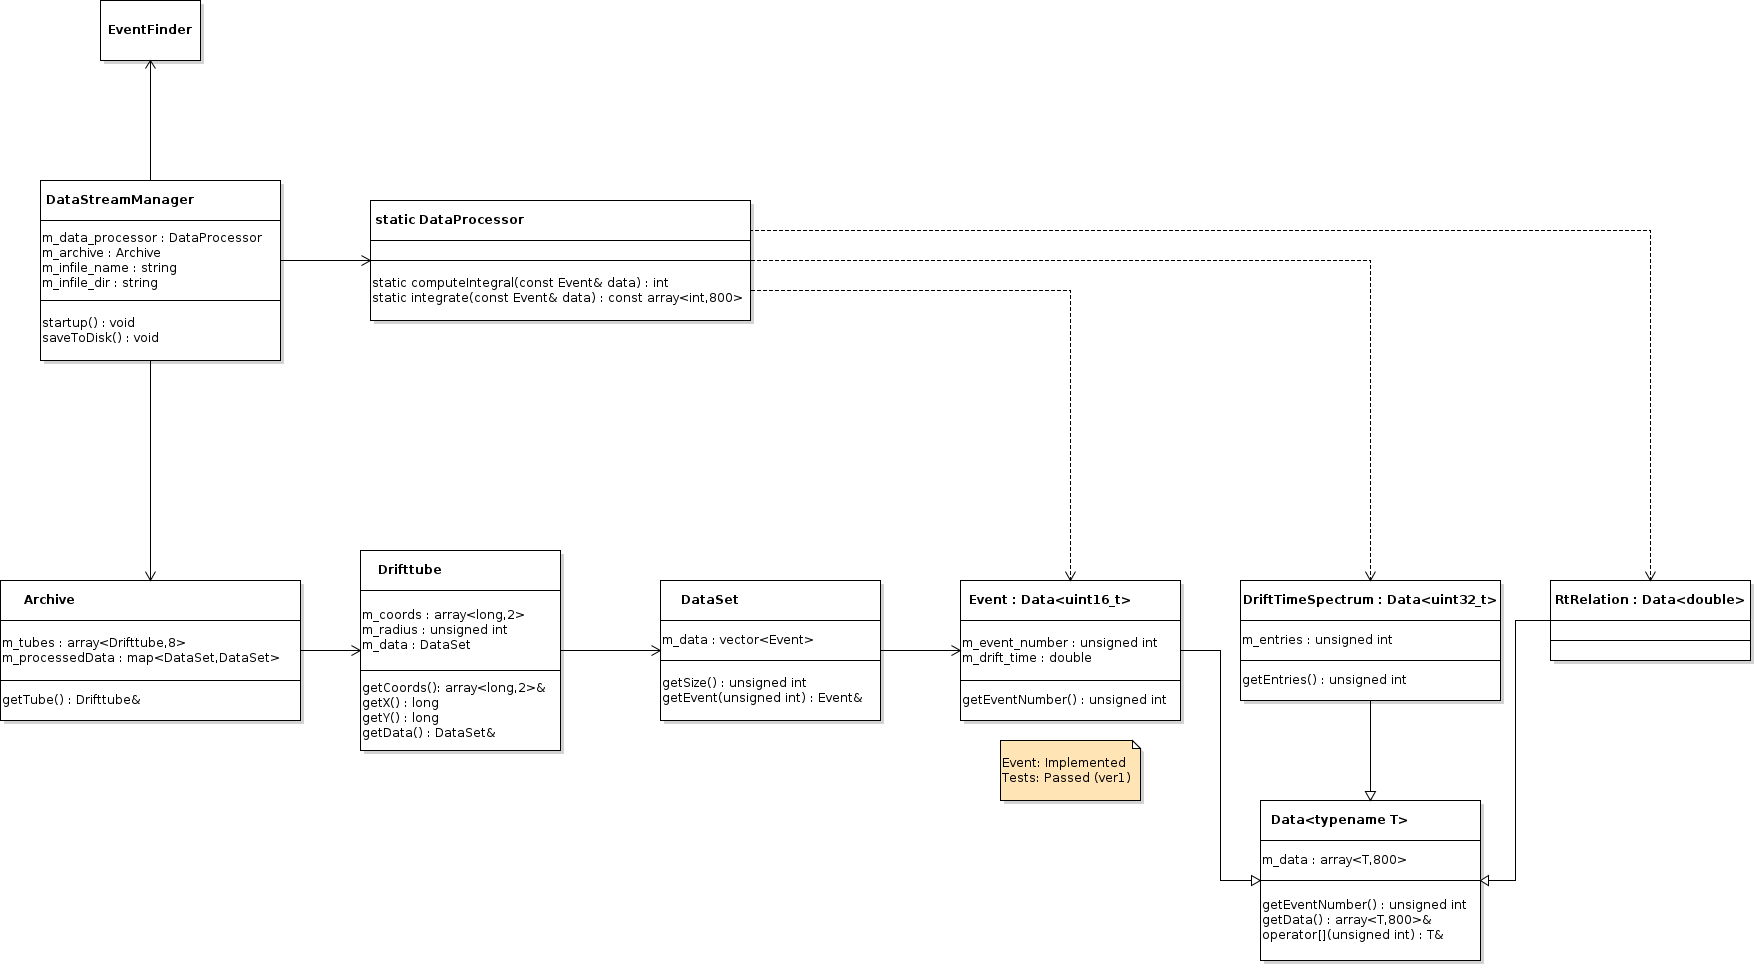 EventFinder
DataStreamManager
m_data_processor : DataProcessor
m_archive : Archive
m_infile_name : string
m_infile_dir : string
startup() : void
saveToDisk() : void
static DataProcessor
static computeIntegral(const Event& data) : int
static integrate(const Event& data) : const array<int,800>
Archive
m_tubes : array<Drifttube,8>
m_processedData : map<DataSet,DataSet>
getTube() : Drifttube&
Drifttube
m_coords : array<long,2>
m_radius : unsigned int
m_data : DataSet
getCoords(): array<long,2>&
getX() : long
getY() : long
getData() : DataSet&
DataSet
m_data : vector<Event>
getSize() : unsigned int
getEvent(unsigned int) : Event&
Event : Data<uint16_t>
m_event_number : unsigned int
m_drift_time : double
getEventNumber() : unsigned int
Event: Implemented
Tests: Passed (ver1)
DriftTimeSpectrum : Data<uint32_t>
m_entries : unsigned int
getEntries() : unsigned int
RtRelation : Data<double>
Data<typename T>
m_data : array<T,800>
getEventNumber() : unsigned int
getData() : array<T,800>&
operator[](unsigned int) : T&